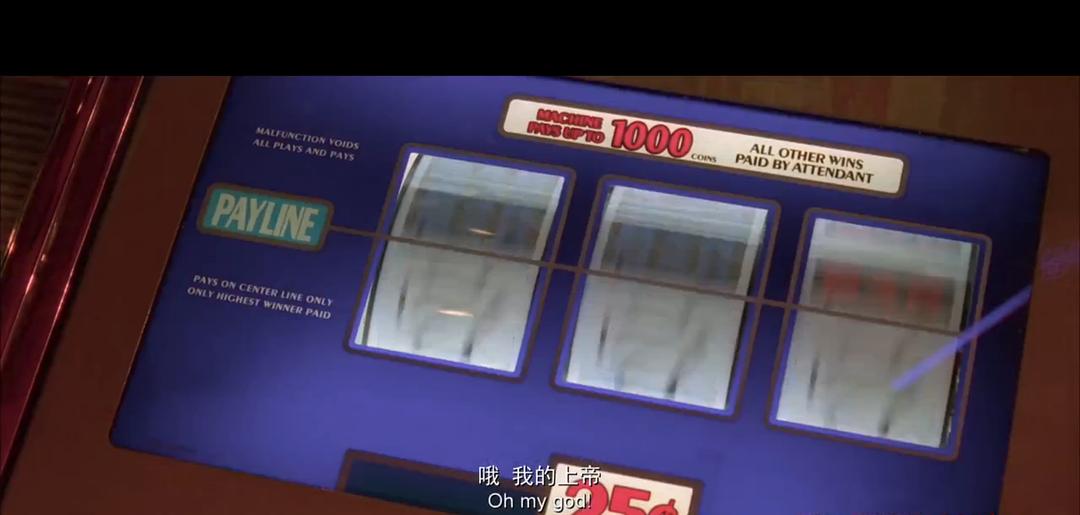 MACHINE
PAYS UP TO 1000 COINS
ALL OTHER WINS
PAID BY ATTENDANT
MALFUNCTION VOIDS
ALL PLAYS AND PAYS
PAYLINE
PAYS ON CENTER LINE ONLY
ONLY HIGHEST WINNER PAID
25¢
哦 我的上帝
Oh my god!